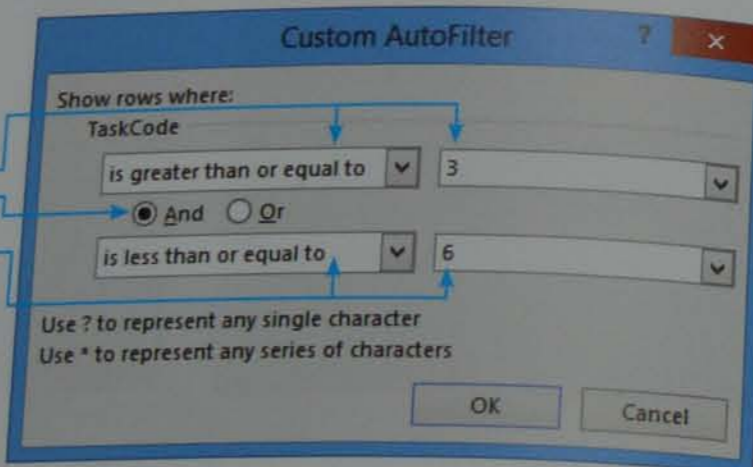 Custom AutoFilter ? ×
Show rows where:
TaskCode
is greater than or equal to 3
And Or
is less than or equal to 6
Use ? to represent any single character
Use * to represent any series of characters
OK Cancel